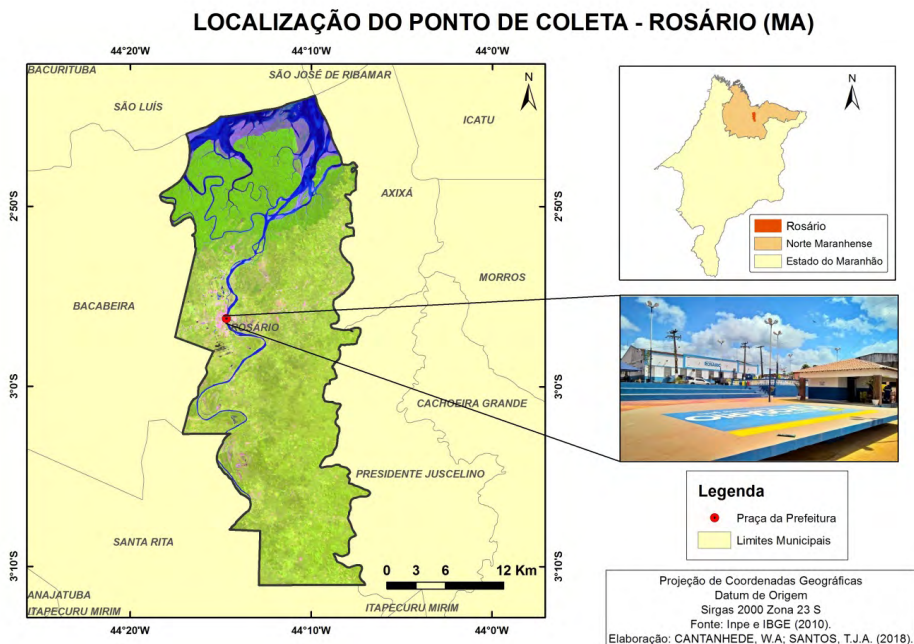 LOCALIZAÇÃO DO PONTO DE COLETA - ROSÁRIO (MA)
44°20'W
44°10'W
44°0'W
BACURITUBA
SÃO JOSÉ DE RIBAMAR
N
SÃO LUÍS
ICATU
AXIXÁ
2°50'S
2°50'S
MORROS
BACABEIRA
ROSÁRIO
3°0'S
3°0'S
CACHOEIRA GRANDE
PRESIDENTE JUSCELINO
SANTA RITA
3°10'S
3°10'S
0 3 6 12 Km
ANAJATUBA
ITAPECURU MIRIM
ITAPECURU MIRIM
44°20'W
44°10'W
44°0'W
N
Rosário
Norte Maranhense
Estado do Maranhão
Legenda
Praça da Prefeitura
Limites Municipais
Projeção de Coordenadas Geográficas
Datum de Origem
Sirgas 2000 Zona 23 S
Fonte: Inpe e IBGE (2010).
Elaboração: CANTANHEDE, W.A; SANTOS, T.J.A. (2018).